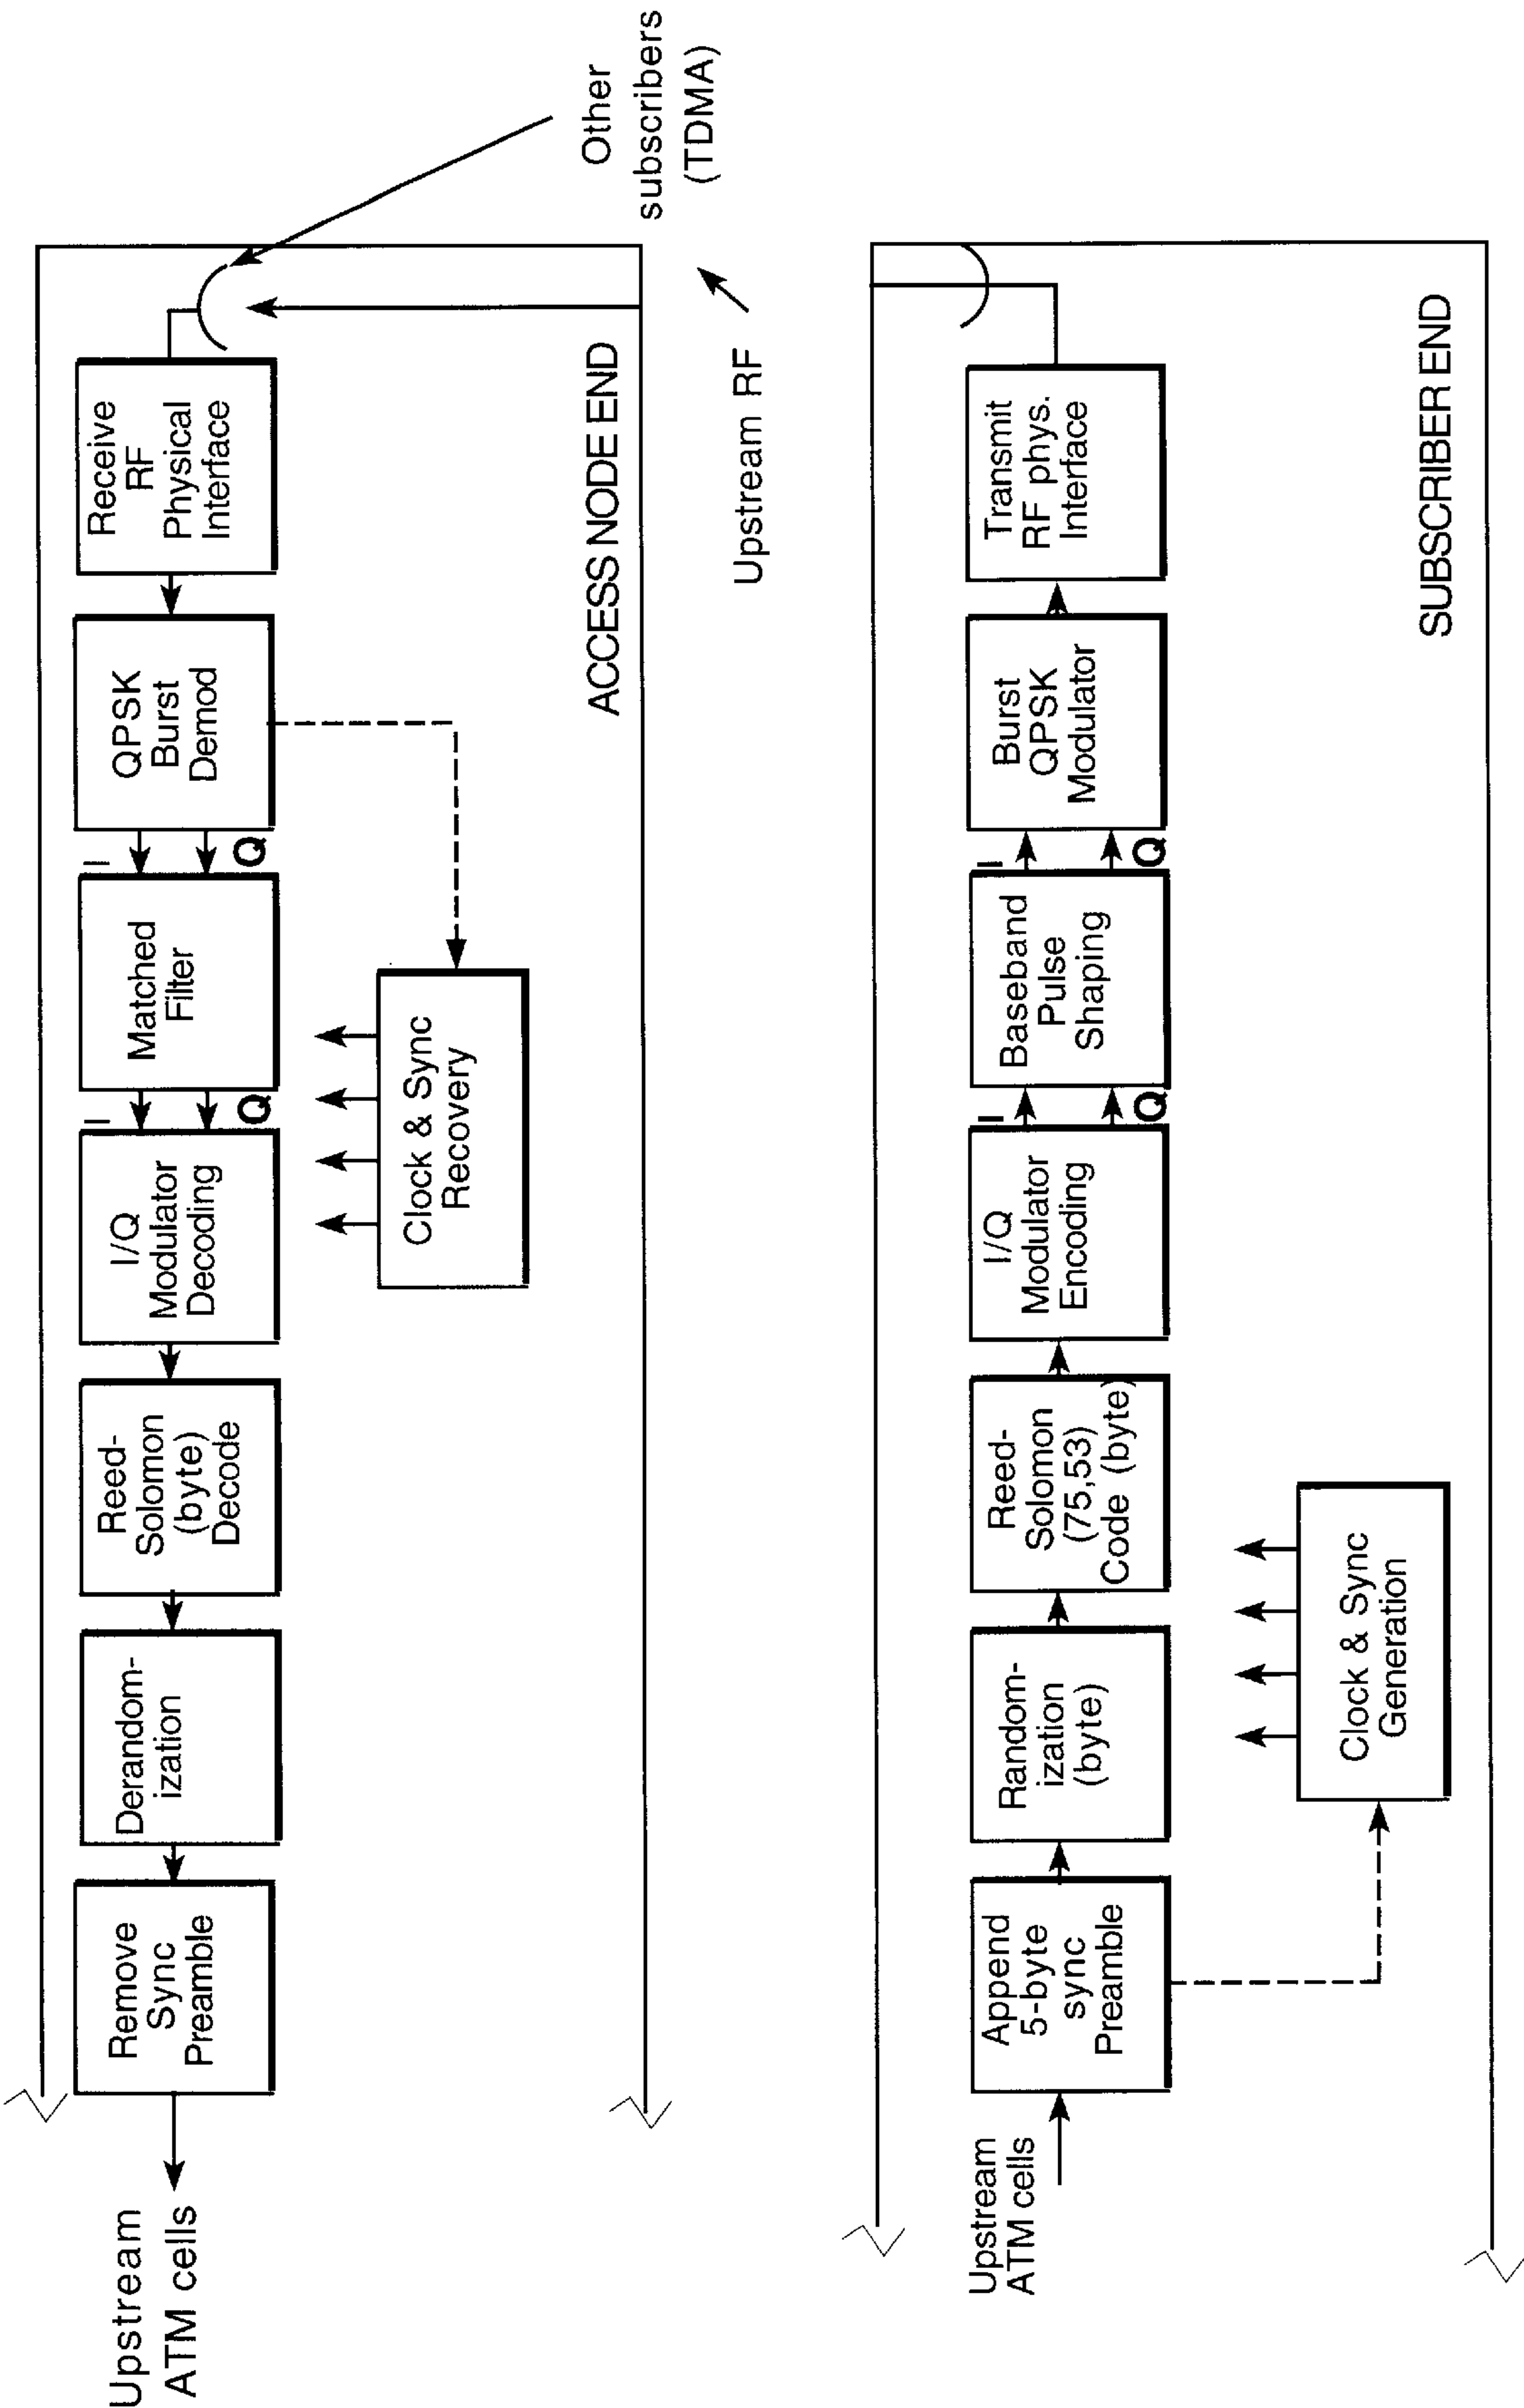 Upstream
ATM cells
Remove
Sync
Preamble
Derandom-
ization
Reed-
Solomon
(byte)
Decode
I/Q
Modulator
Decoding
I
Q
Matched
Filter
I
Q
QPSK
Burst
Demod
Receive
RF
Physical
Interface
Clock & Sync
Recovery
ACCESS NODE END
Other
subscribers
(TDMA)
Upstream RF
Upstream
ATM cells
Append
5-byte
sync
Preamble
Random-
ization
(byte)
Reed-
Solomon
(75,53)
Code (byte)
I/Q
Modulator
Encoding
I
Q
Baseband
Pulse
Shaping
I
Q
Burst
QPSK
Modulator
Transmit
RF phys.
Interface
Clock & Sync
Generation
SUBSCRIBER END